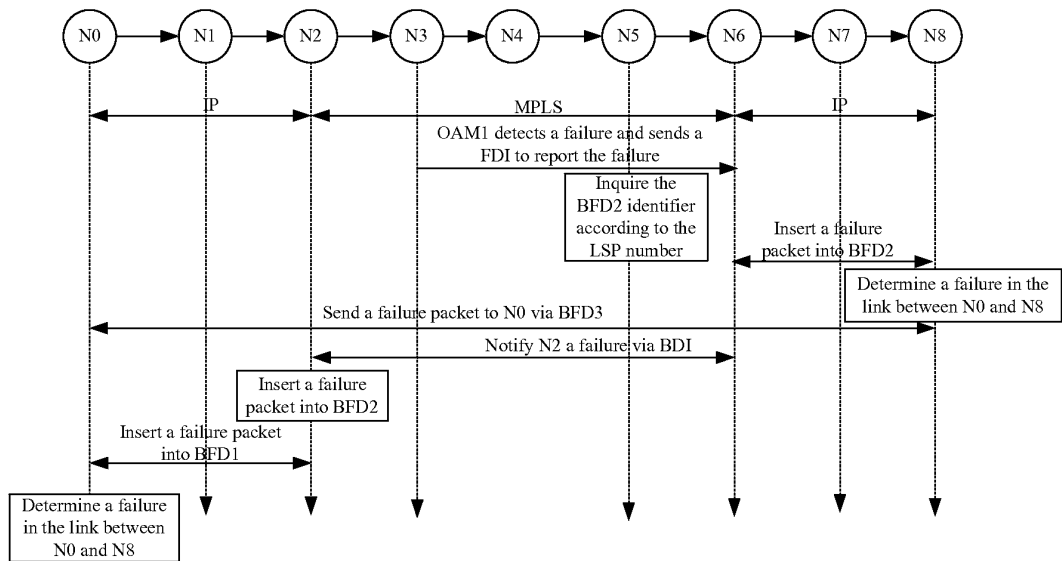 N0
N1
N2
N3
N4
N5
N6
N7
N8
IP
MPLS
IP
OAM1 detects a failure and sends a
FDI to report the failure
Inquire the
BFD2 identifier
according to the
LSP number
Insert a failure
packet into BFD2
Determine a failure in the
link between N0 and N8
Send a failure packet to N0 via BFD3
Notify N2 a failure via BDI
Insert a failure
packet into BFD2
Insert a failure packet
into BFD1
Determine a failure
in the link between
N0 and N8